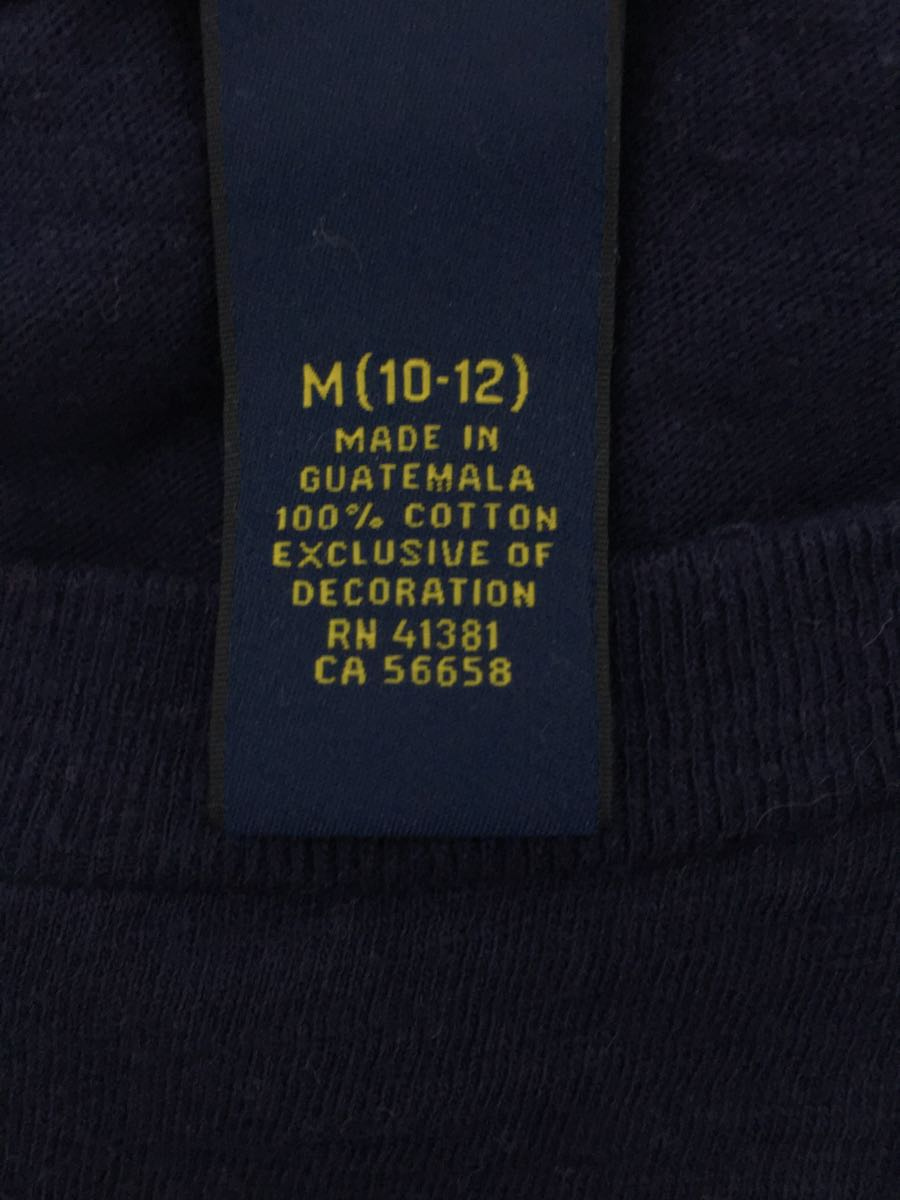 M(10-12)
MADE IN
GUATEMALA
100% COTTON
EXCLUSIVE OF
DECORATION
RN 41381
CA 56658